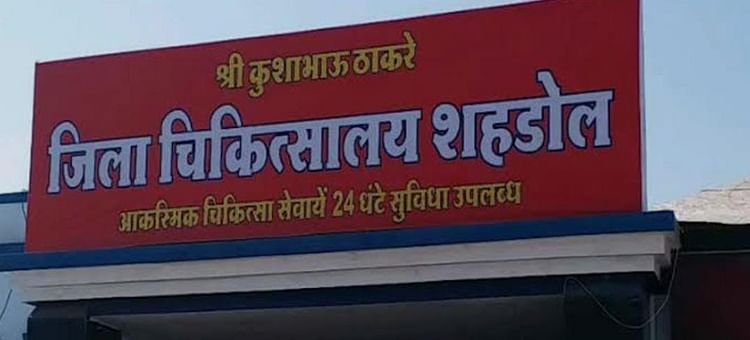 श्री कुशाभाऊ ठाकरे
जिला चिकित्सालय शहडोल
आकस्मिक चिकित्सा सेवायें 24 घंटे सुविधा उपलब्ध